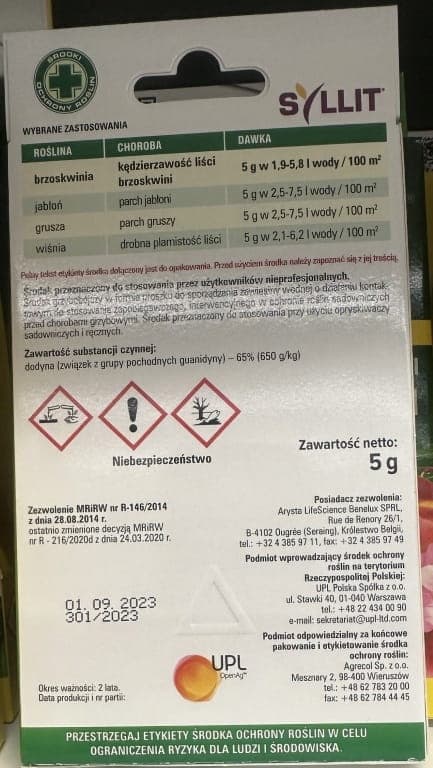 ŚRODKI
OCHRONY ROŚLIN
SYLLIT
WYBRANE ZASTOSOWANIA
ROŚLINA CHOROBA DAWKA
brzoskwinia kędzierzawość liści brzoskwini 5 g w 1,9-5,8 l wody / 100 m²
jabłoń parch jabłoni 5 g w 2,5-7,5 l wody / 100 m²
grusza parch gruszy 5 g w 2,5-7,5 l wody / 100 m²
wiśnia drobna plamistość liści 5 g w 2,1-6,2 l wody / 100 m²
Pełny tekst etykiety środka dołączony jest do opakowania. Przed użyciem środka należy zapoznać się z jej treścią.
Środek przeznaczony do stosowania przez użytkowników nieprofesjonalnych.
Środek grzybobójczy w formie proszku do sporządzania zawiesiny wodnej o działaniu kontak-
towym do stosowania zapobiegawczego, interwencyjnego w ochronie roślin sadowniczych
przed chorobami grzybowymi. Środek przeznaczony do stosowania przy użyciu opryskiwaczy
sadowniczych i ręcznych.
Zawartość substancji czynnej:
dodyna (związek z grupy pochodnych guanidyny) – 65% (650 g/kg)
Niebezpieczeństwo
Zawartość netto:
5 g
Zezwolenie MRiRW nr R-146/2014
z dnia 28.08.2014 r.
ostatnio zmienione decyzją MRiRW
nr R - 216/2020d z dnia 24.03.2020 r.
Posiadacz zezwolenia:
Arysta LifeScience Benelux SPRL,
Rue de Renory 26/1,
B-4102 Ougrée (Sereing), Królestwo Belgii,
tel.: +32 4 385 97 11, fax: +32 4 385 97 49
Podmiot wprowadzający środek ochrony
roślin na terytorium
Rzeczypospolitej Polskiej:
UPL Polska Spółka z o.o.
ul. Stawki 40, 01-040 Warszawa
tel.: +48 22 434 00 90
e-mail: sekretariat@upl-ltd.com
01. 09. 2023
301/2023
Podmiot odpowiedzialny za końcowe
pakowanie i etykietowanie środka
ochrony roślin:
Agrecol Sp. z o.o.
Mesznary 2, 98-400 Wieruszów
tel.: +48 62 783 20 00
fax: +48 62 784 44 45
UPL
OpenAg™
Okres ważności: 2 lata.
Data produkcji i nr partii:
PRZESTRZEGAJ ETYKIETY ŚRODKA OCHRONY ROŚLIN W CELU
OGRANICZENIA RYZYKA DLA LUDZI I ŚRODOWISKA.